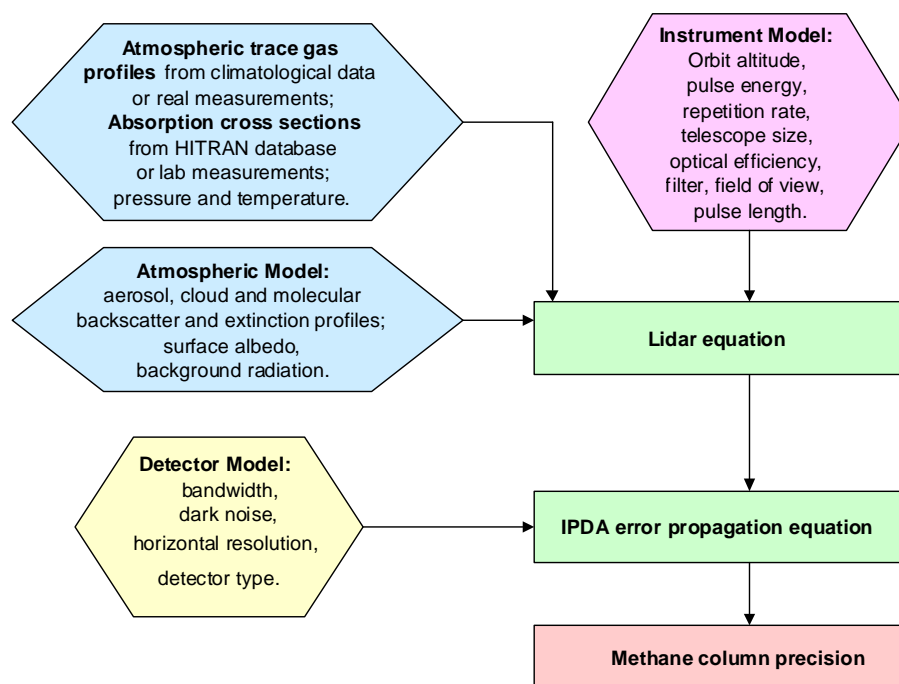 Atmospheric trace gas
profiles from climatological data
or real measurements;
Absorption cross sections
from HITRAN database
or lab measurements;
pressure and temperature.
Instrument Model:
Orbit altitude,
pulse energy,
repetition rate,
telescope size,
optical efficiency,
filter, field of view,
pulse length.
Atmospheric Model:
aerosol, cloud and molecular
backscatter and extinction profiles;
surface albedo,
background radiation.
Lidar equation
Detector Model:
bandwidth,
dark noise,
horizontal resolution,
detector type.
IPDA error propagation equation
Methane column precision